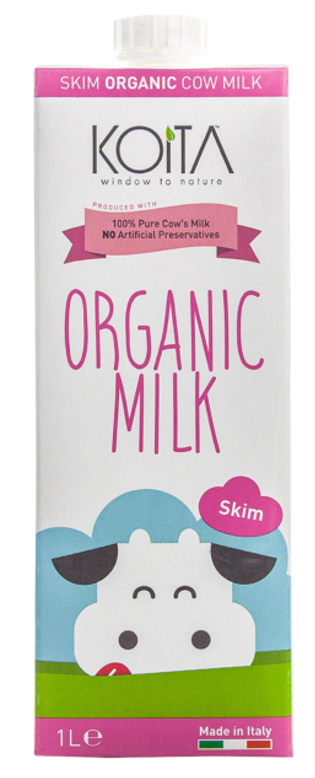 SKIM ORGANIC COW MILK
KOITA™
window to nature
PRODUCED WITH
100% Pure Cow's Milk
NO Artificial Preservatives
ORGANIC
MILK
Skim
Made in Italy
1L℮